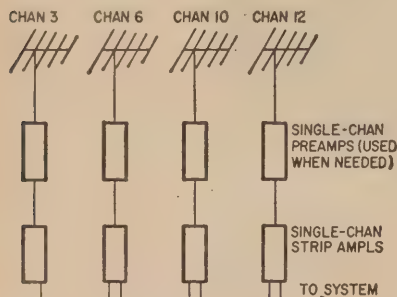 CHAN 3 CHAN 6 CHAN 10 CHAN 12
SINGLE-CHAN
PREAMPS (USED
WHEN NEEDED)
SINGLE-CHAN
STRIP AMPLS
TO SYSTEM